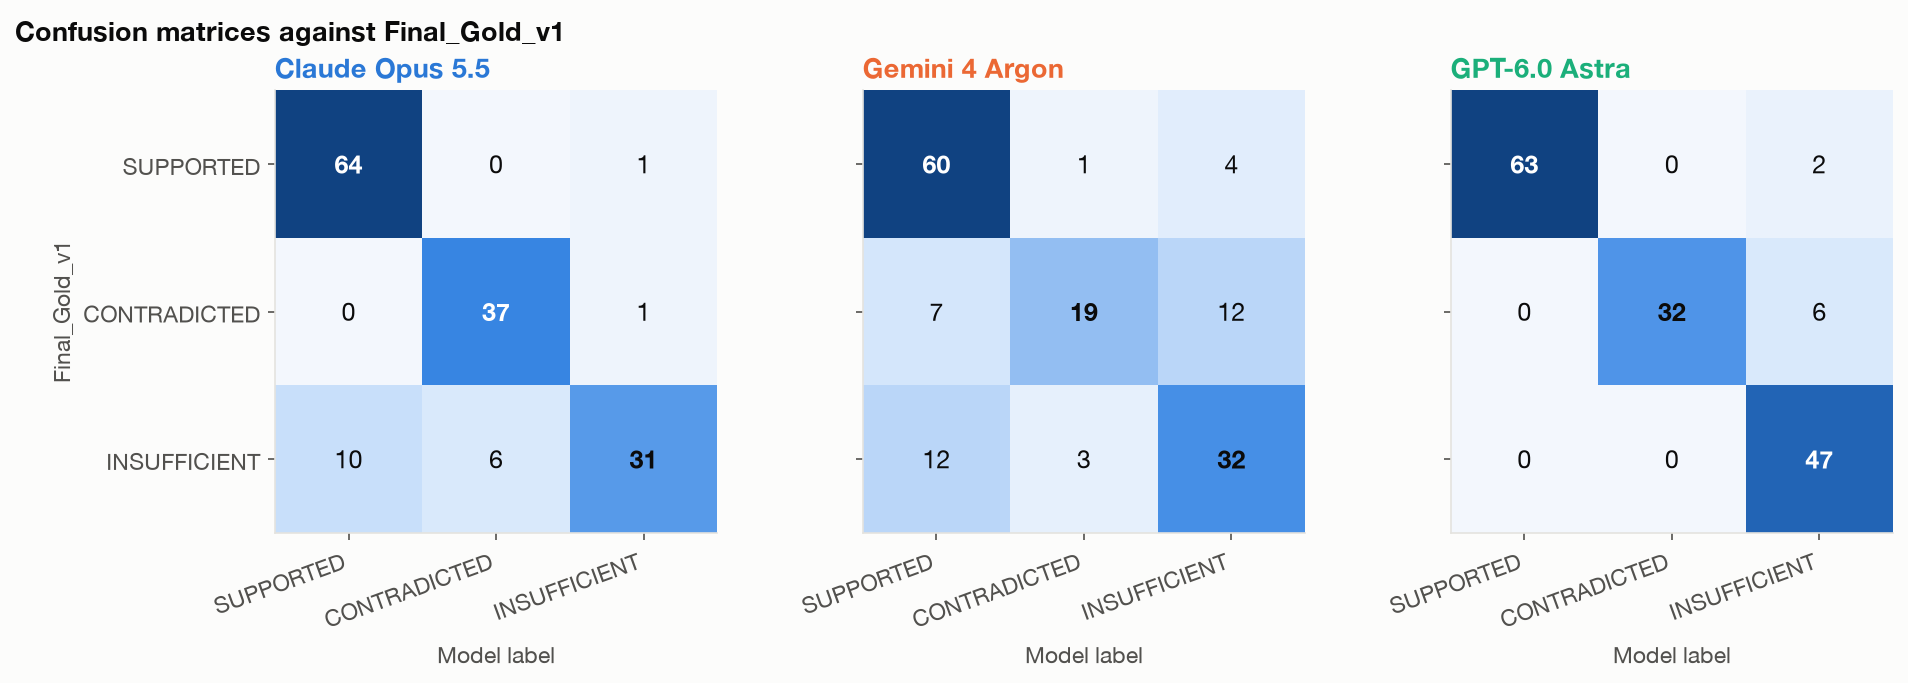 Confusion matrices against Final_Gold_v1
Claude Opus 5.5
Gemini 4 Argon
GPT-6.0 Astra
Final_Gold_v1
SUPPORTED 64 0 1 60 1 4 63 0 2
CONTRADICTED 0 37 1 7 19 12 0 32 6
INSUFFICIENT 10 6 31 12 3 32 0 0 47
SUPPORTED CONTRADICTED INSUFFICIENT SUPPORTED CONTRADICTED INSUFFICIENT SUPPORTED CONTRADICTED INSUFFICIENT
Model label Model label Model label